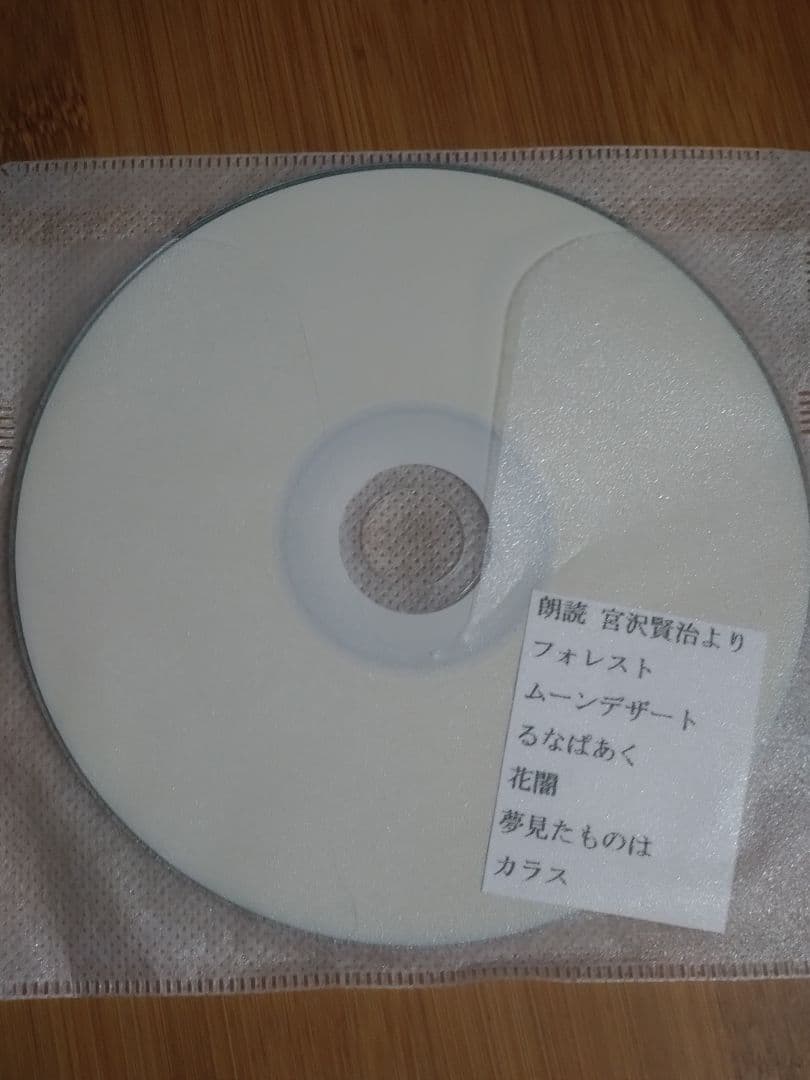 朗読 宮沢賢治より
フォレスト
ムーンデザート
るなぱあく
花闇
夢見たものは
カラス